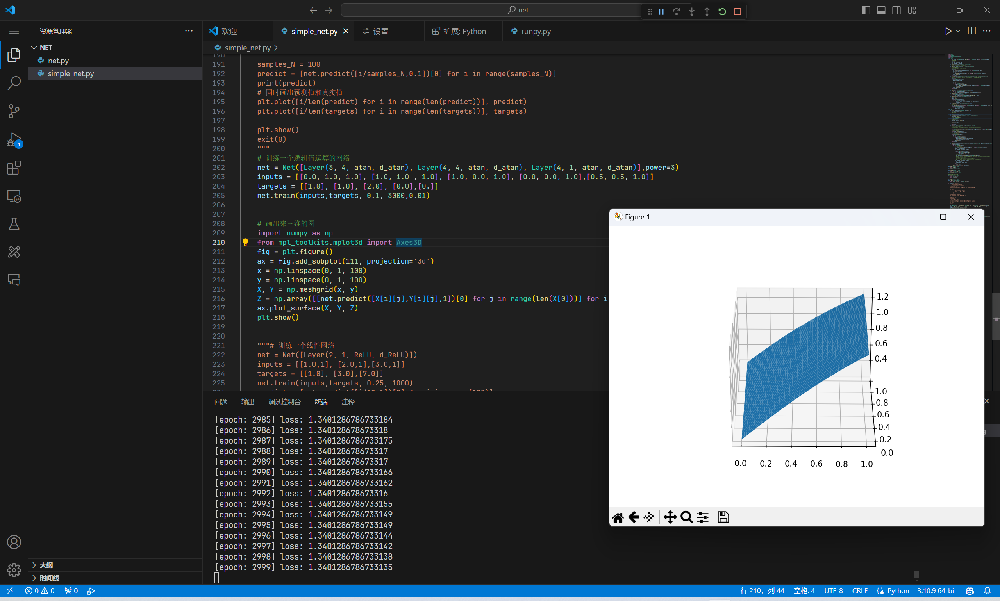 net
资源管理器
欢迎
simple_net.py
设置
扩展: Python
runpy.py
NET
net.py
simple_net.py
simple_net.py > ...
190
191 samples_N = 100
192 predict = [net.predict([i/samples_N,0.1])[0] for i in range(samples_N)]
193 print(predict)
194 # 同时画出预测值和真实值
195 plt.plot([i/len(predict) for i in range(len(predict))], predict)
196 plt.plot([i/len(targets) for i in range(len(targets))], targets)
197
198 plt.show()
199 exit(0)
200 """
201 # 训练一个逻辑值运算的网络
202 net = Net([Layer(3, 4, atan, d_atan), Layer(4, 4, atan, d_atan), Layer(4, 1, atan, d_atan)],power=3)
203 inputs = [[0.0, 1.0, 1.0], [1.0, 1.0 , 1.0], [1.0, 0.0, 1.0], [0.0, 0.0, 1.0],[0.5, 0.5, 1.0]]
204 targets = [[1.0], [1.0], [2.0], [0.0],[0.]]
205 net.train(inputs,targets, 0.1, 3000,0.01)
206
207
208 # 画出来三维的图
209 import numpy as np
210 from mpl_toolkits.mplot3d import Axes3D
211 fig = plt.figure()
212 ax = fig.add_subplot(111, projection='3d')
213 x = np.linspace(0, 1, 100)
214 y = np.linspace(0, 1, 100)
215 X, Y = np.meshgrid(x, y)
216 Z = np.array([[net.predict([X[i][j],Y[i][j],1])[0] for j in range(len(X[0]))] for i
217 ax.plot_surface(X, Y, Z)
218 plt.show()
219
220
221 """# 训练一个线性网络
222 net = Net([Layer(2, 1, ReLU, d_ReLU)])
223 inputs = [[1.0,1], [2.0,1],[3.0,1]]
224 targets = [[1.0], [3.0],[7.0]]
225 net.train(inputs,targets, 0.25, 1000)
Figure 1
1.2
1.0
0.8
0.6
0.4
1.0
0.8
0.6
0.4
0.2
0.0
0.0 0.2 0.4 0.6 0.8 1.0
问题 输出 调试控制台 终端 注释
[epoch: 2985] loss: 1.3401286786733184
[epoch: 2986] loss: 1.340128678673318
[epoch: 2987] loss: 1.3401286786733175
[epoch: 2988] loss: 1.340128678673317
[epoch: 2989] loss: 1.340128678673317
[epoch: 2990] loss: 1.3401286786733166
[epoch: 2991] loss: 1.3401286786733162
[epoch: 2992] loss: 1.340128678673316
[epoch: 2993] loss: 1.3401286786733155
[epoch: 2994] loss: 1.3401286786733149
[epoch: 2995] loss: 1.3401286786733149
[epoch: 2996] loss: 1.3401286786733144
[epoch: 2997] loss: 1.3401286786733142
[epoch: 2998] loss: 1.3401286786733138
[epoch: 2999] loss: 1.3401286786733135
1
大纲
时间线
0 0 0
行 210，列 44 空格: 4 UTF-8 CRLF Python 3.10.9 64-bit